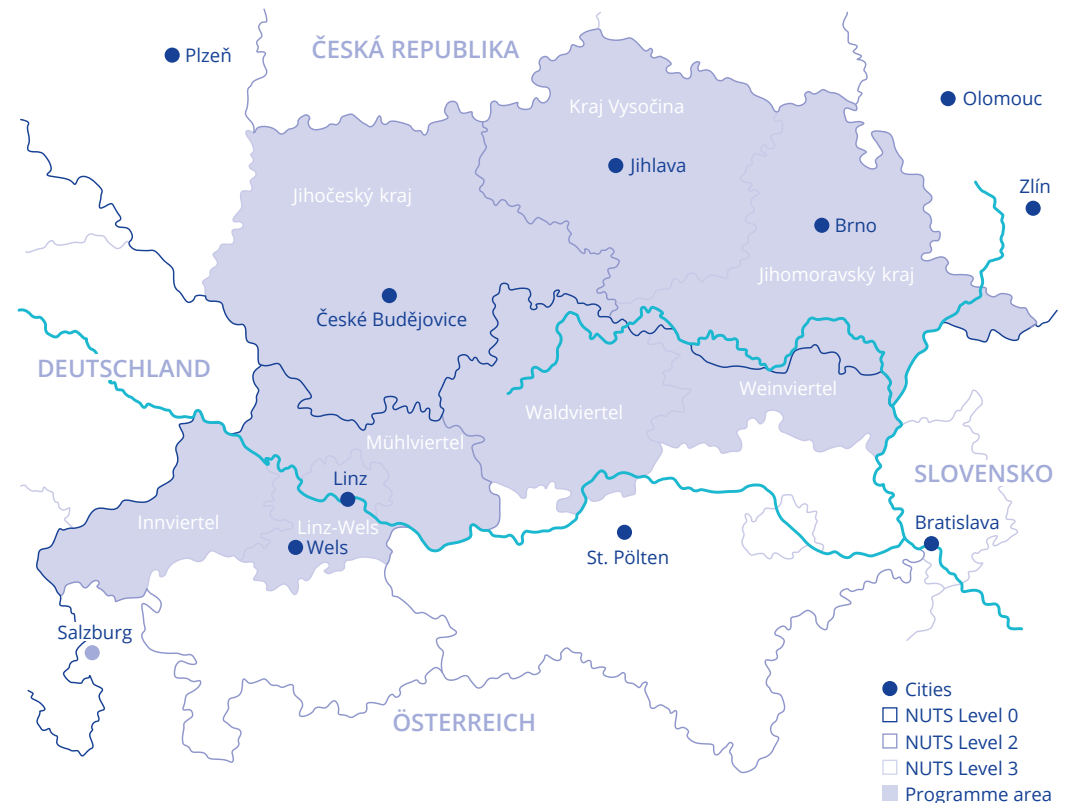 ČESKÁ REPUBLIKA
Plzeň
Kraj Vysočina
Olomouc
Jihlava
Zlín
Jihočeský kraj
Brno
Jihomoravský kraj
České Budějovice
DEUTSCHLAND
Weinviertel
Waldviertel
Mühlviertel
SLOVENSKO
Linz
Innviertel
Linz-Wels
Bratislava
Wels
St. Pölten
Salzburg
ÖSTERREICH
Cities
NUTS Level 0
NUTS Level 2
NUTS Level 3
Programme area